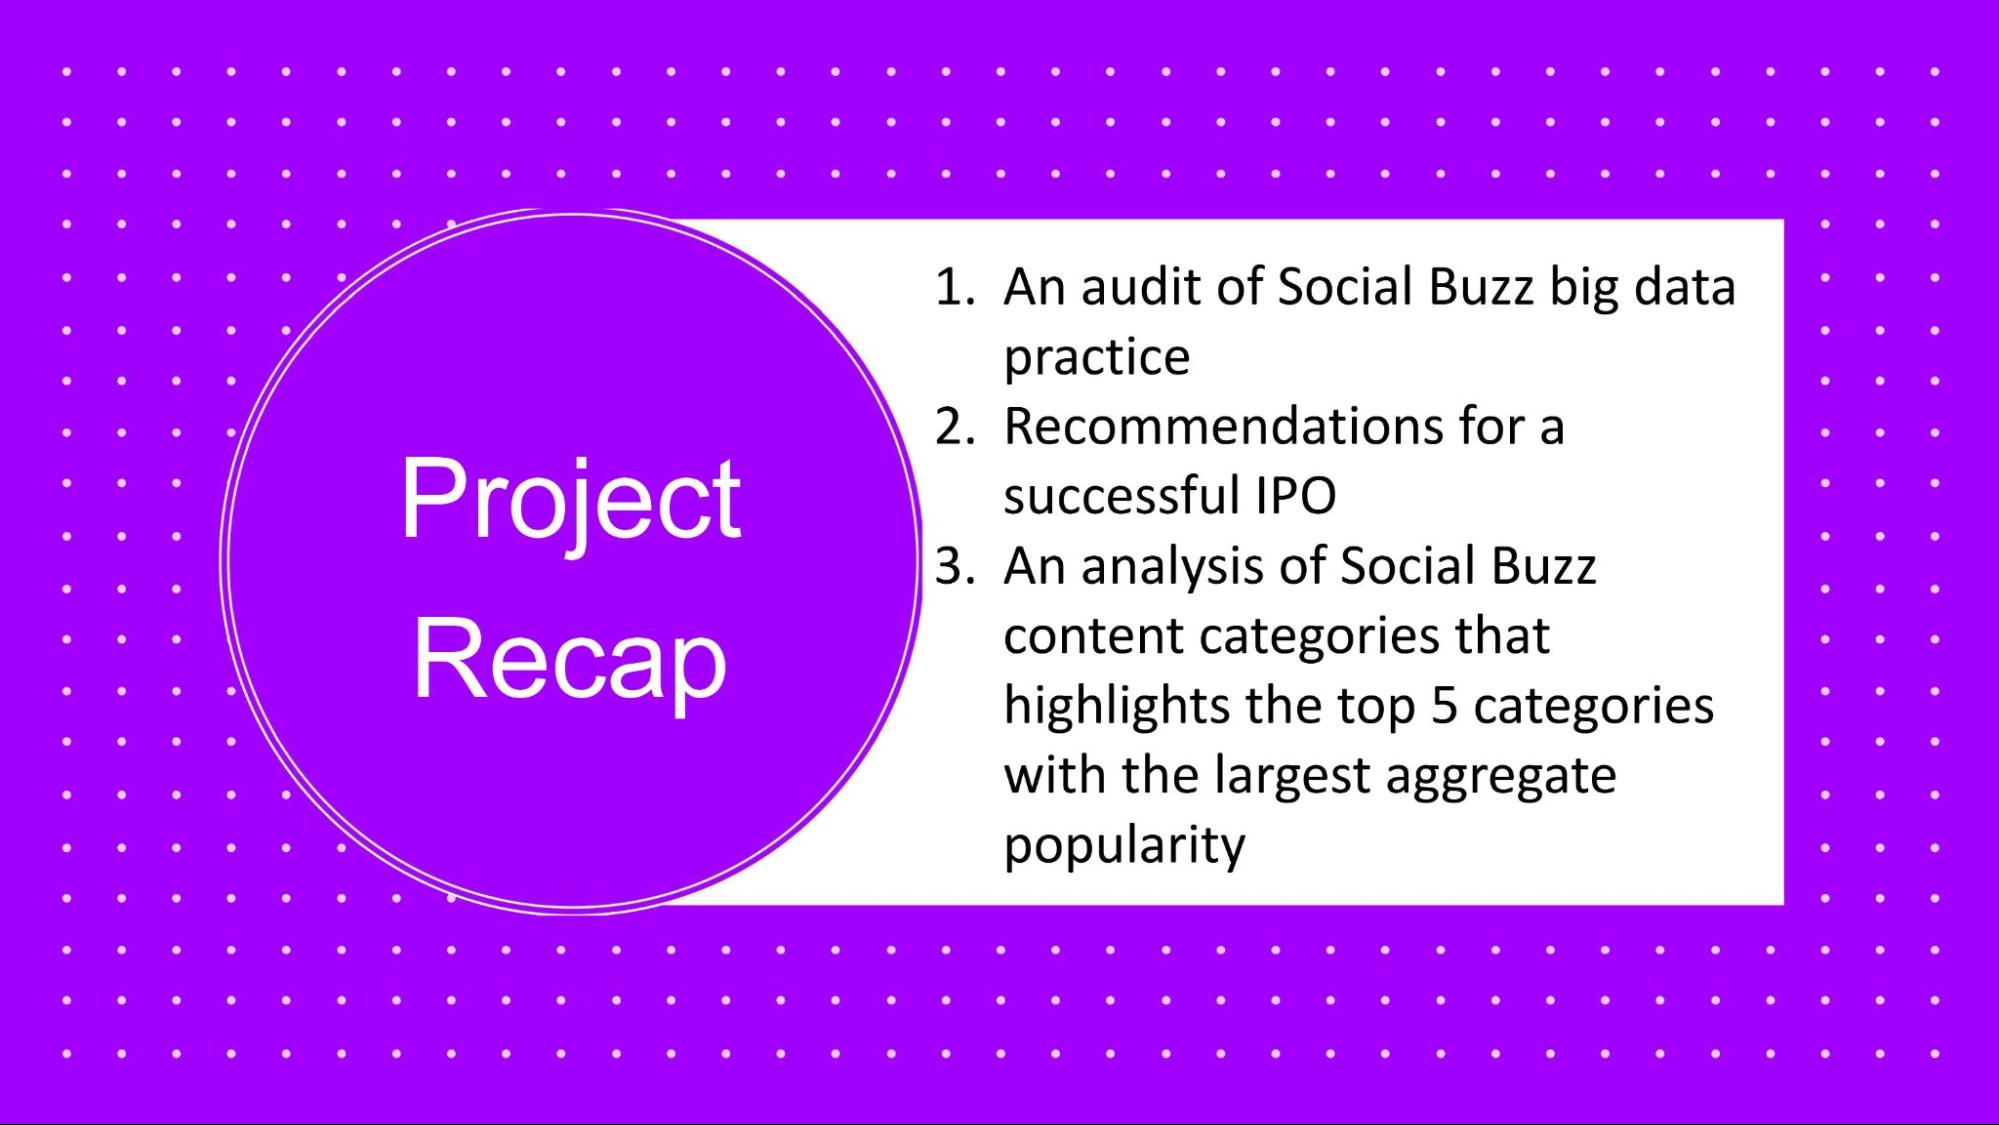 Project
Recap
1. An audit of Social Buzz big data
practice
2. Recommendations for a
successful IPO
3. An analysis of Social Buzz
content categories that
highlights the top 5 categories
with the largest aggregate
popularity